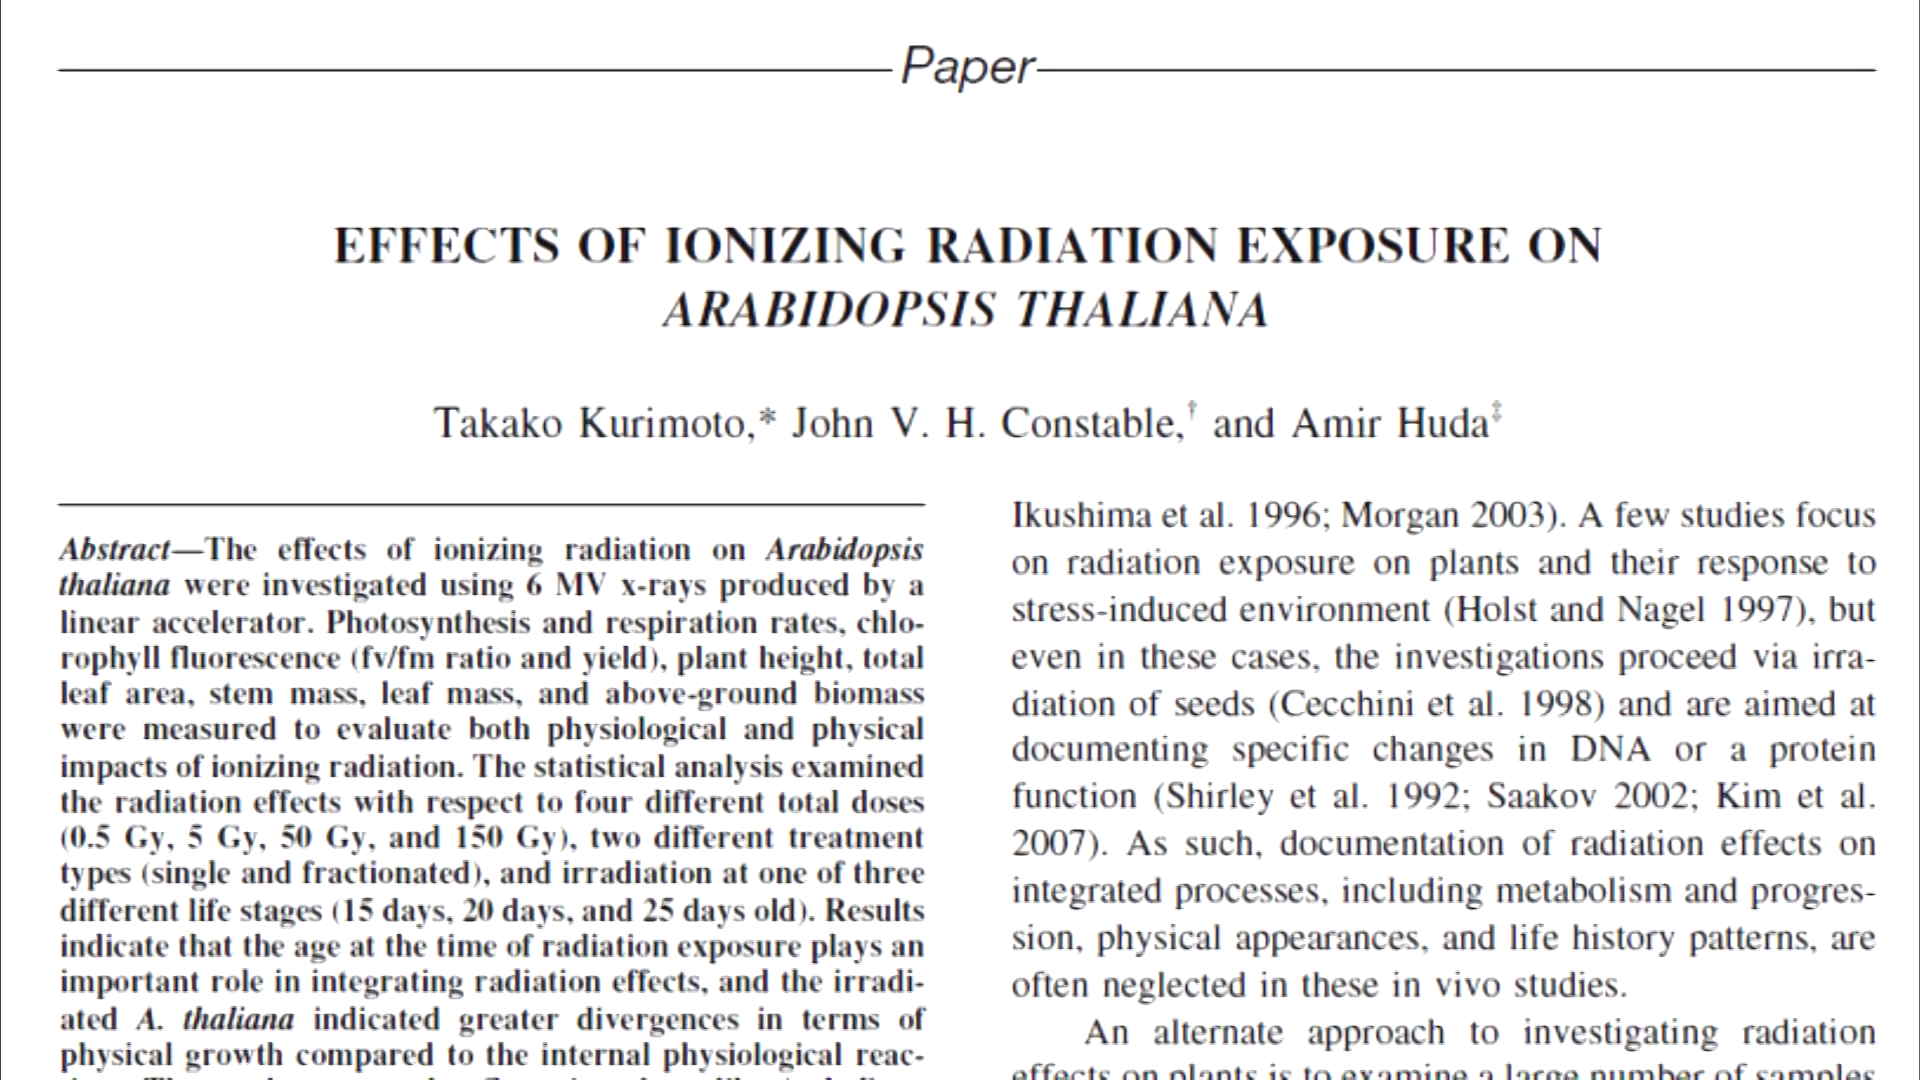 Paper
EFFECTS OF IONIZING RADIATION EXPOSURE ON
ARABIDOPSIS THALIANA
Takako Kurimoto,* John V. H. Constable,† and Amir Huda‡
Abstract—The effects of ionizing radiation on Arabidopsis
thaliana were investigated using 6 MV x-rays produced by a
linear accelerator. Photosynthesis and respiration rates, chlo-
rophyll fluorescence (fv/fm ratio and yield), plant height, total
leaf area, stem mass, leaf mass, and above-ground biomass
were measured to evaluate both physiological and physical
impacts of ionizing radiation. The statistical analysis examined
the radiation effects with respect to four different total doses
(0.5 Gy, 5 Gy, 50 Gy, and 150 Gy), two different treatment
types (single and fractionated), and irradiation at one of three
different life stages (15 days, 20 days, and 25 days old). Results
indicate that the age at the time of radiation exposure plays an
important role in integrating radiation effects, and the irradi-
ated A. thaliana indicated greater divergences in terms of
physical growth compared to the internal physiological reac-
Ikushima et al. 1996; Morgan 2003). A few studies focus
on radiation exposure on plants and their response to
stress-induced environment (Holst and Nagel 1997), but
even in these cases, the investigations proceed via irra-
diation of seeds (Cecchini et al. 1998) and are aimed at
documenting specific changes in DNA or a protein
function (Shirley et al. 1992; Saakov 2002; Kim et al.
2007). As such, documentation of radiation effects on
integrated processes, including metabolism and progres-
sion, physical appearances, and life history patterns, are
often neglected in these in vivo studies.
An alternate approach to investigating radiation
effects on plants is to examine a large number of samples